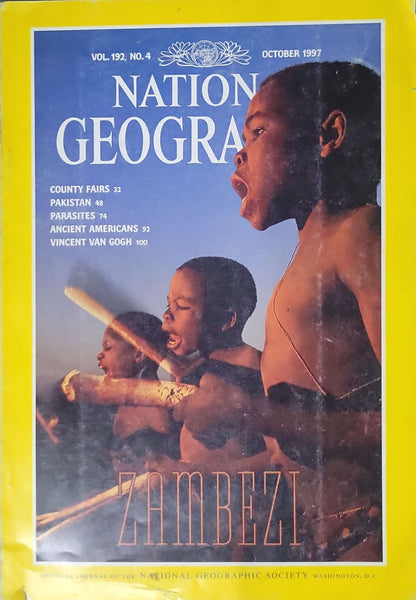 VOL. 192, NO. 4 OCTOBER 1997
NATION
GEOGRA
COUNTY FAIRS 32
PAKISTAN 48
PARASITES 74
ANCIENT AMERICANS 92
VINCENT VAN GOGH 100
ZAMBEZI
OFFICIAL JOURNAL OF THE NATIONAL GEOGRAPHIC SOCIETY WASHINGTON, D.C.